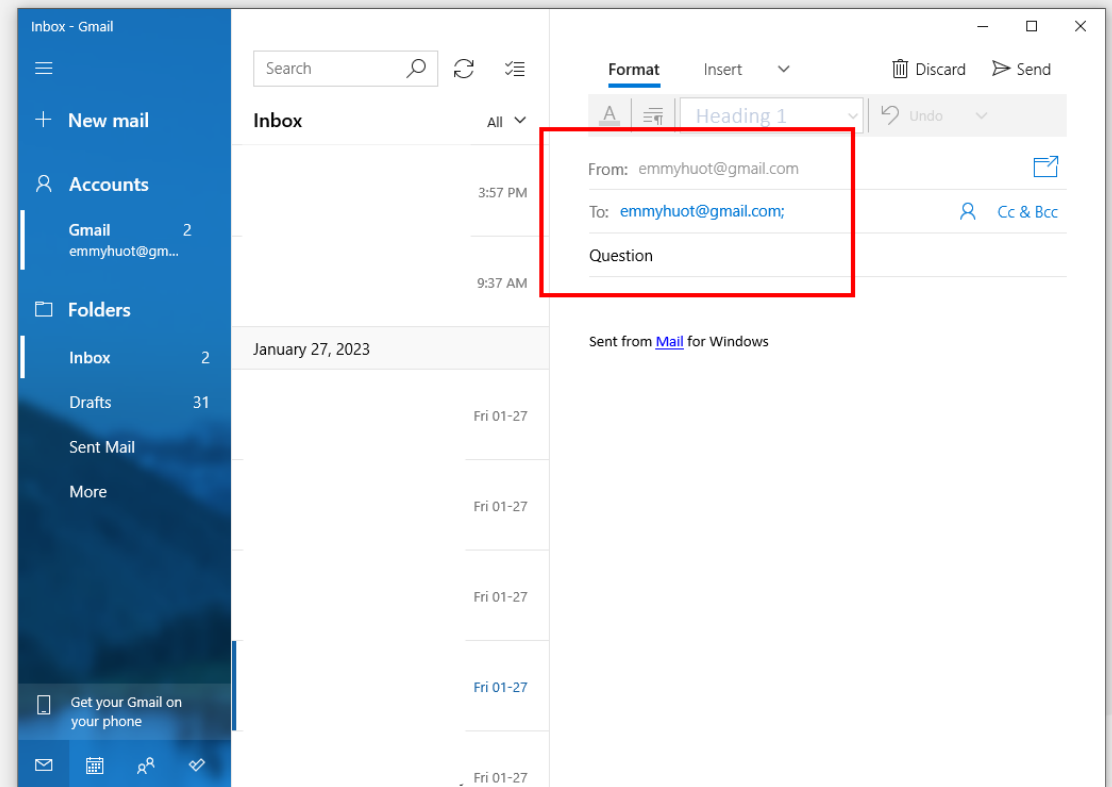 Inbox - Gmail
New mail
Accounts
Gmail 2
emmyhuot@gm...
Folders
Inbox 2
Drafts 31
Sent Mail
More
Get your Gmail on
your phone
Search
Inbox All
3:57 PM
9:37 AM
January 27, 2023
Fri 01-27
Fri 01-27
Fri 01-27
Fri 01-27
Fri 01-27
Format Insert Discard Send
A Heading 1 Undo
From: emmyhuot@gmail.com
To: emmyhuot@gmail.com; Cc & Bcc
Question
Sent from Mail for Windows